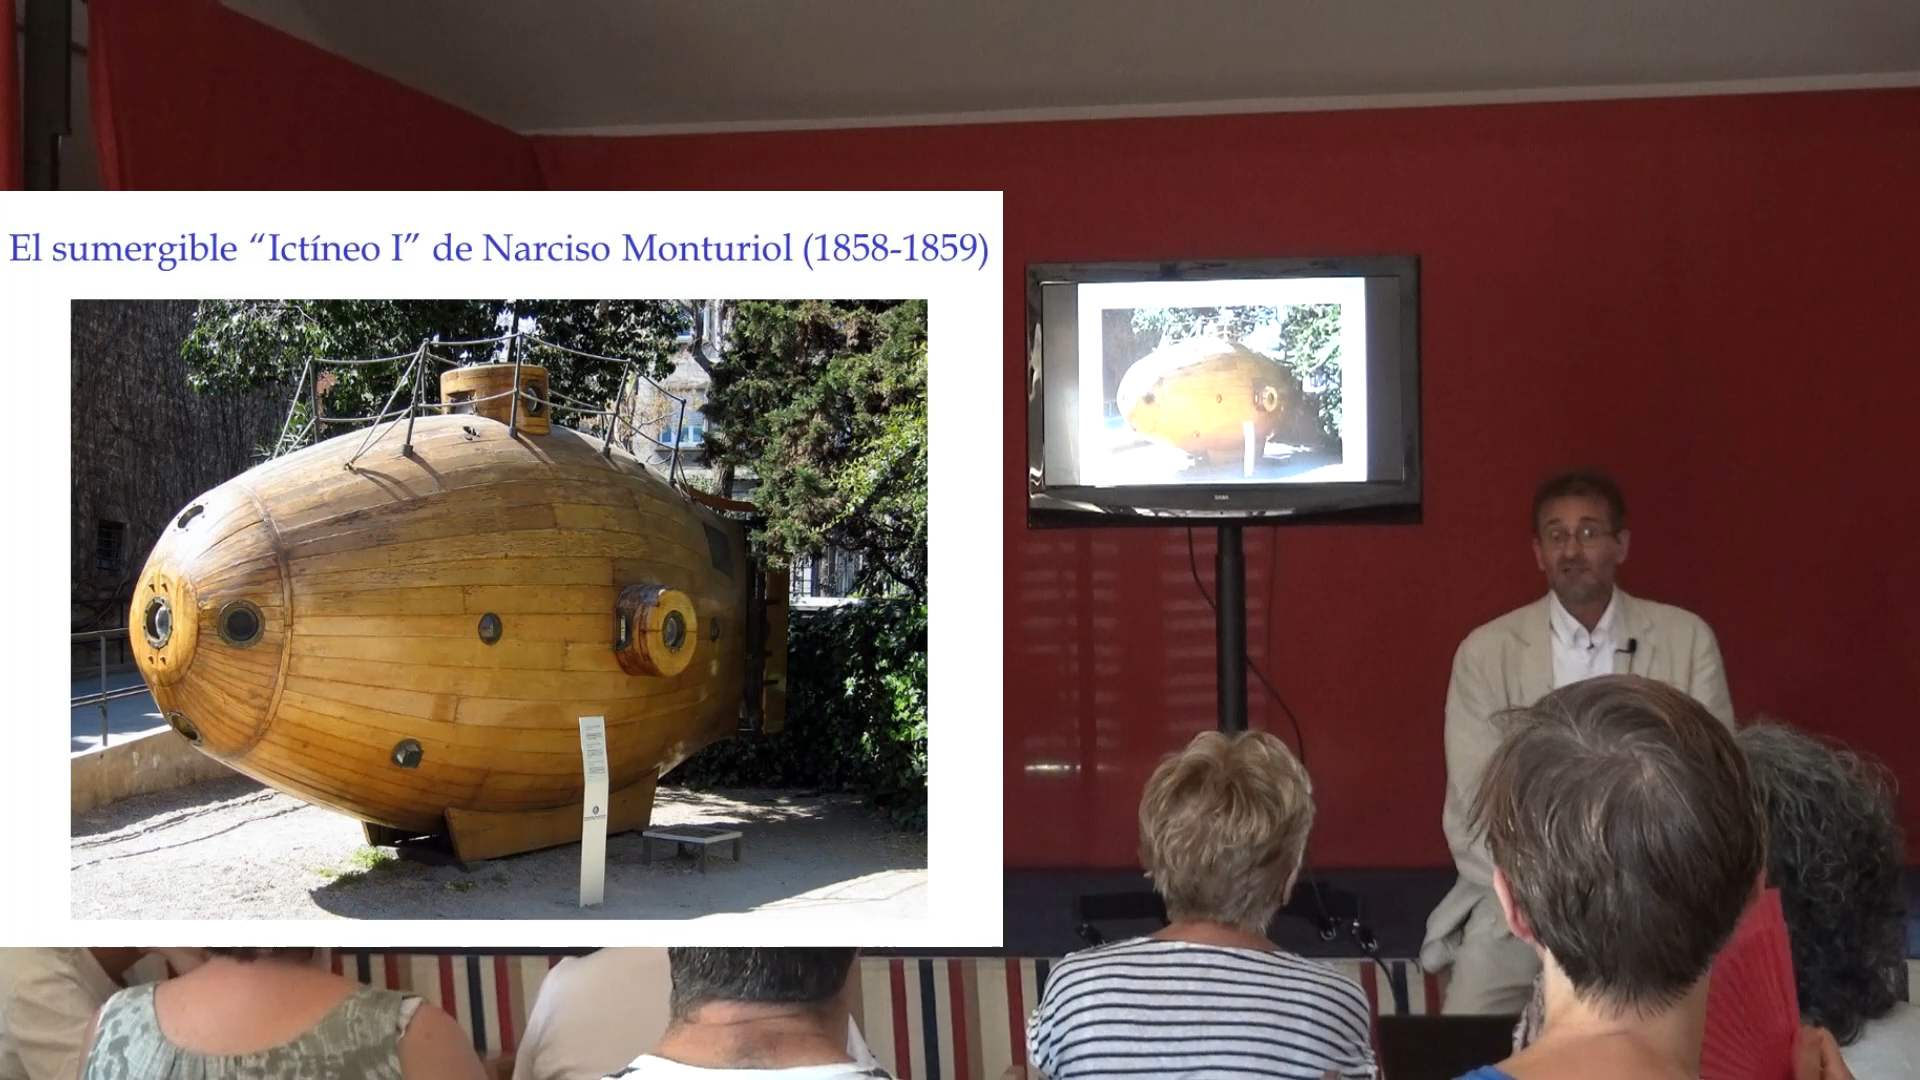 El sumergible “Ictíneo I” de Narciso Monturiol (1858-1859)